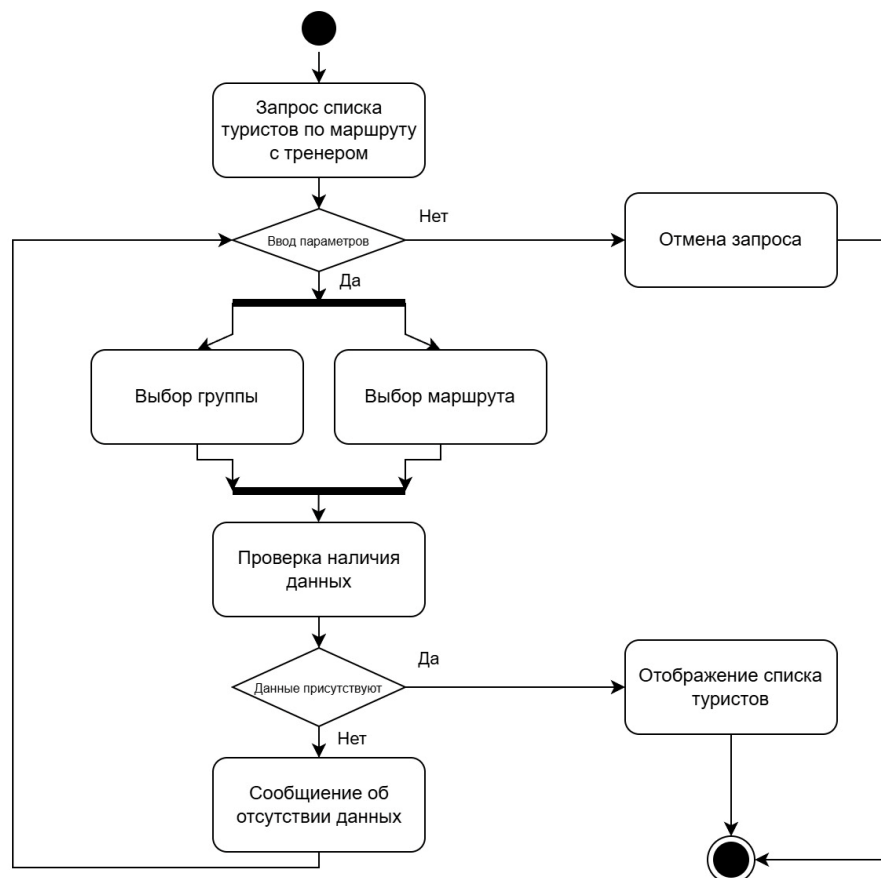 Запрос списка
туристов по маршруту
с тренером
Ввод параметров
Нет
Отмена запроса
Да
Выбор группы
Выбор маршрута
Проверка наличия
данных
Данные присутствуют
Да
Отображение списка
туристов
Нет
Сообщиение об
отсутствии данных